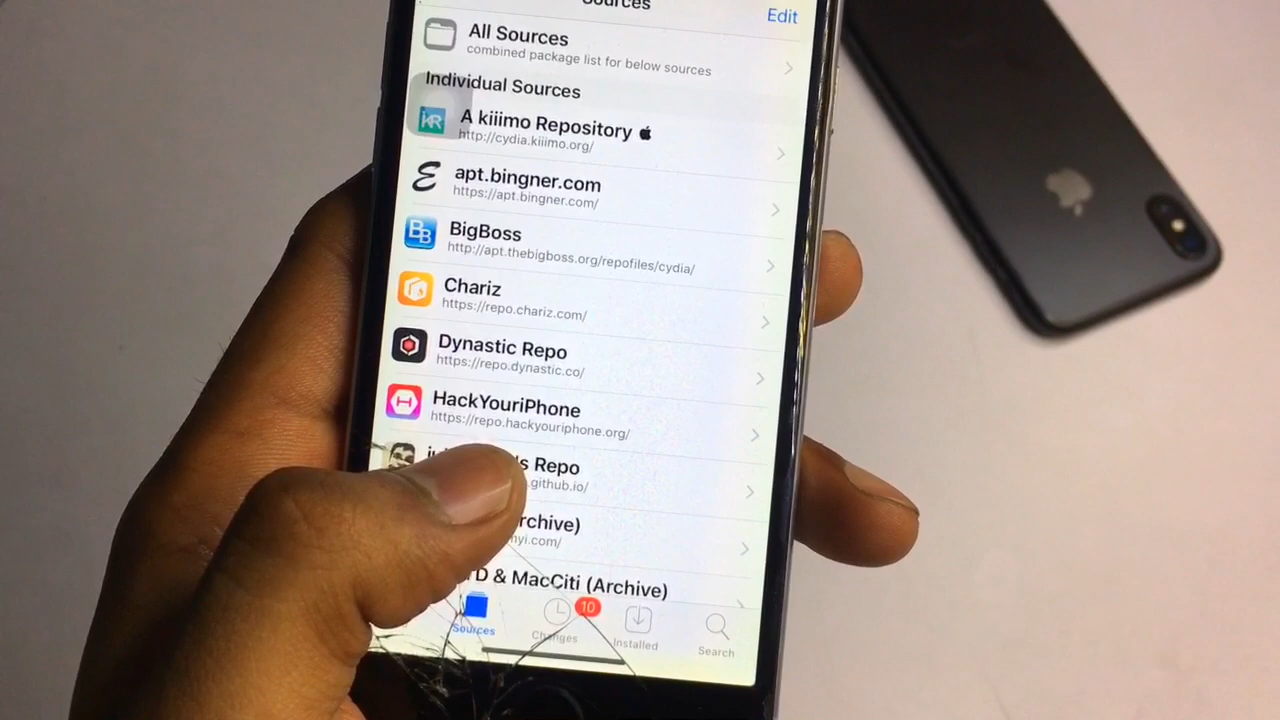 Sources
Edit
All Sources
combined package list for below sources
Individual Sources
A kiiimo Repository
http://cydia.kiiimo.org/
apt.bingner.com
https://apt.bingner.com/
BigBoss
http://apt.thebigboss.org/repofiles/cydia/
Chariz
https://repo.chariz.com/
Dynastic Repo
https://repo.dynastic.co/
HackYouriPhone
https://repo.hackyouriphone.org/
Repo
.github.io/
rchive)
myi.com/
D & MacCiti (Archive)
10
Sources
Changes
Installed
Search